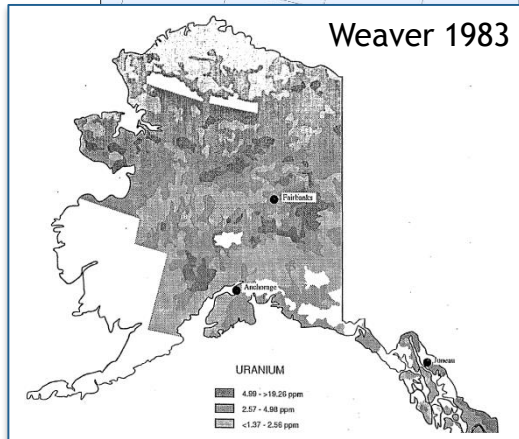 Weaver 1983
Fairbanks
Anchorage
Juneau
URANIUM
4.99 - >19.26 ppm
2.57 - 4.98 ppm
<1.37 - 2.56 ppm